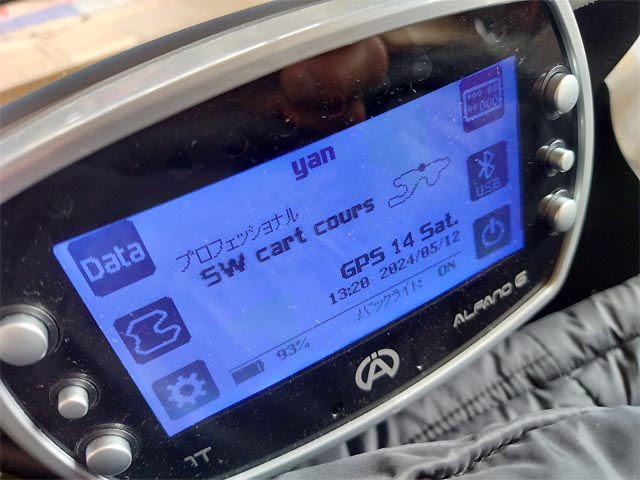 yan
Data
プロフェッショナル
SW cart cours
USB
GPS 14 Sat.
13:20 2024/05/12
バックライト: ON
93%
ALFANO 6
1T